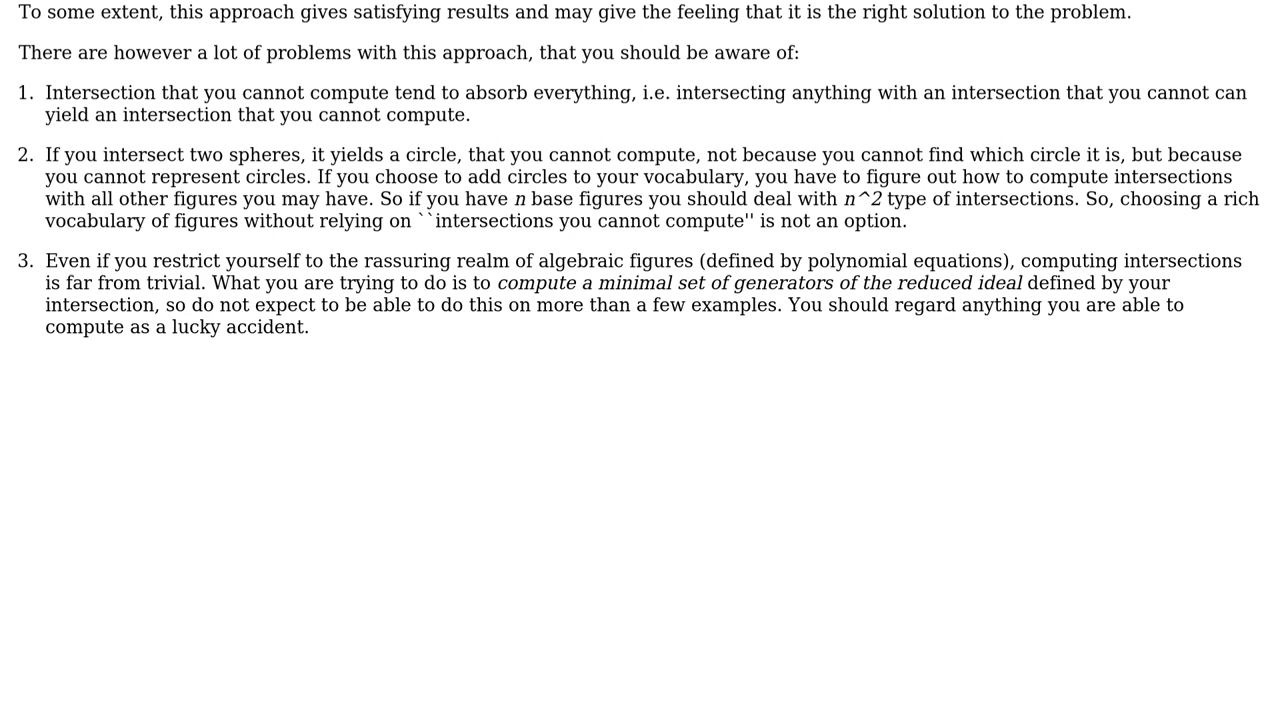 To some extent, this approach gives satisfying results and may give the feeling that it is the right solution to the problem.
There are however a lot of problems with this approach, that you should be aware of:
1. Intersection that you cannot compute tend to absorb everything, i.e. intersecting anything with an intersection that you cannot can
yield an intersection that you cannot compute.
2. If you intersect two spheres, it yields a circle, that you cannot compute, not because you cannot find which circle it is, but because
you cannot represent circles. If you choose to add circles to your vocabulary, you have to figure out how to compute intersections
with all other figures you may have. So if you have n base figures you should deal with n^2 type of intersections. So, choosing a rich
vocabulary of figures without relying on ``intersections you cannot compute'' is not an option.
3. Even if you restrict yourself to the rassuring realm of algebraic figures (defined by polynomial equations), computing intersections
is far from trivial. What you are trying to do is to compute a minimal set of generators of the reduced ideal defined by your
intersection, so do not expect to be able to do this on more than a few examples. You should regard anything you are able to
compute as a lucky accident.